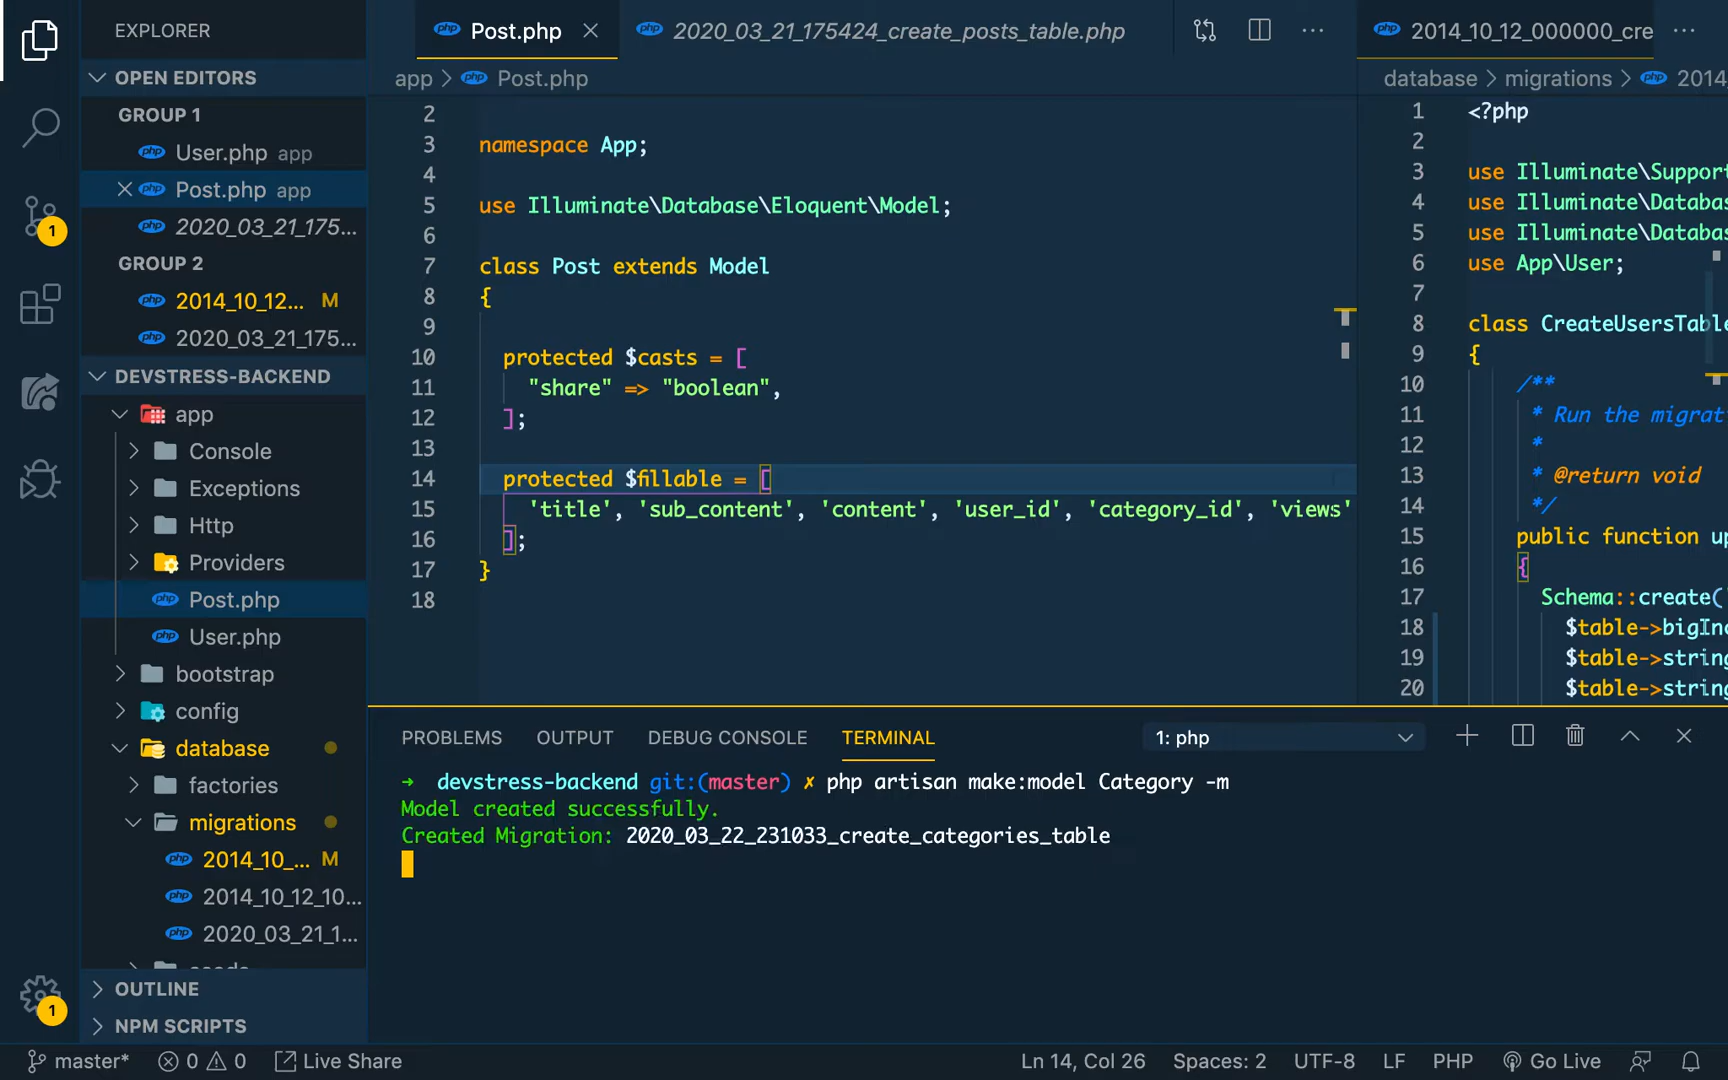 EXPLORER
OPEN EDITORS
GROUP 1
User.php app
Post.php app
2020_03_21_175...
GROUP 2
2014_10_12... M
2020_03_21_175...
DEVSTRESS-BACKEND
app
Console
Exceptions
Http
Providers
Post.php
User.php
bootstrap
config
database
factories
migrations
2014_10_... M
2014_10_12_10...
2020_03_21_1...
OUTLINE
NPM SCRIPTS
Post.php
2020_03_21_175424_create_posts_table.php
app > Post.php
2
3 namespace App;
4
5 use Illuminate\Database\Eloquent\Model;
6
7 class Post extends Model
8 {
9
10 protected $casts = [
11 "share" => "boolean",
12 ];
13
14 protected $fillable = [
15 'title', 'sub_content', 'content', 'user_id', 'category_id', 'views'
16 ];
17 }
18
2014_10_12_000000_cre
database > migrations > 2014
1 <?php
2
3 use Illuminate\Support
4 use Illuminate\Databas
5 use Illuminate\Databas
6 use App\User;
7
8 class CreateUsersTabl
9 {
10 /**
11 * Run the migrat
12 *
13 * @return void
14 */
15 public function up
16 {
17 Schema::create(
18 $table->bigInc
19 $table->string
20 $table->string
PROBLEMS OUTPUT DEBUG CONSOLE TERMINAL 1: php
➜ devstress-backend git:(master) ✗ php artisan make:model Category -m
Model created successfully.
Created Migration: 2020_03_22_231033_create_categories_table
master* 0 0 Live Share Ln 14, Col 26 Spaces: 2 UTF-8 LF PHP Go Live
1
1